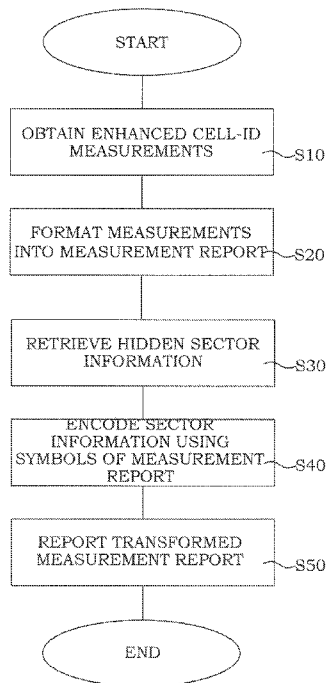 START
OBTAIN ENHANCED CELL-ID
MEASUREMENTS
S10
FORMAT MEASUREMENTS
INTO MEASUREMENT REPORT
S20
RETRIEVE HIDDEN SECTOR
INFORMATION
S30
ENCODE SECTOR
INFORMATION USING
SYMBOLS OF MEASUREMENT
REPORT
S40
REPORT TRANSFORMED
MEASUREMENT REPORT
S50
END